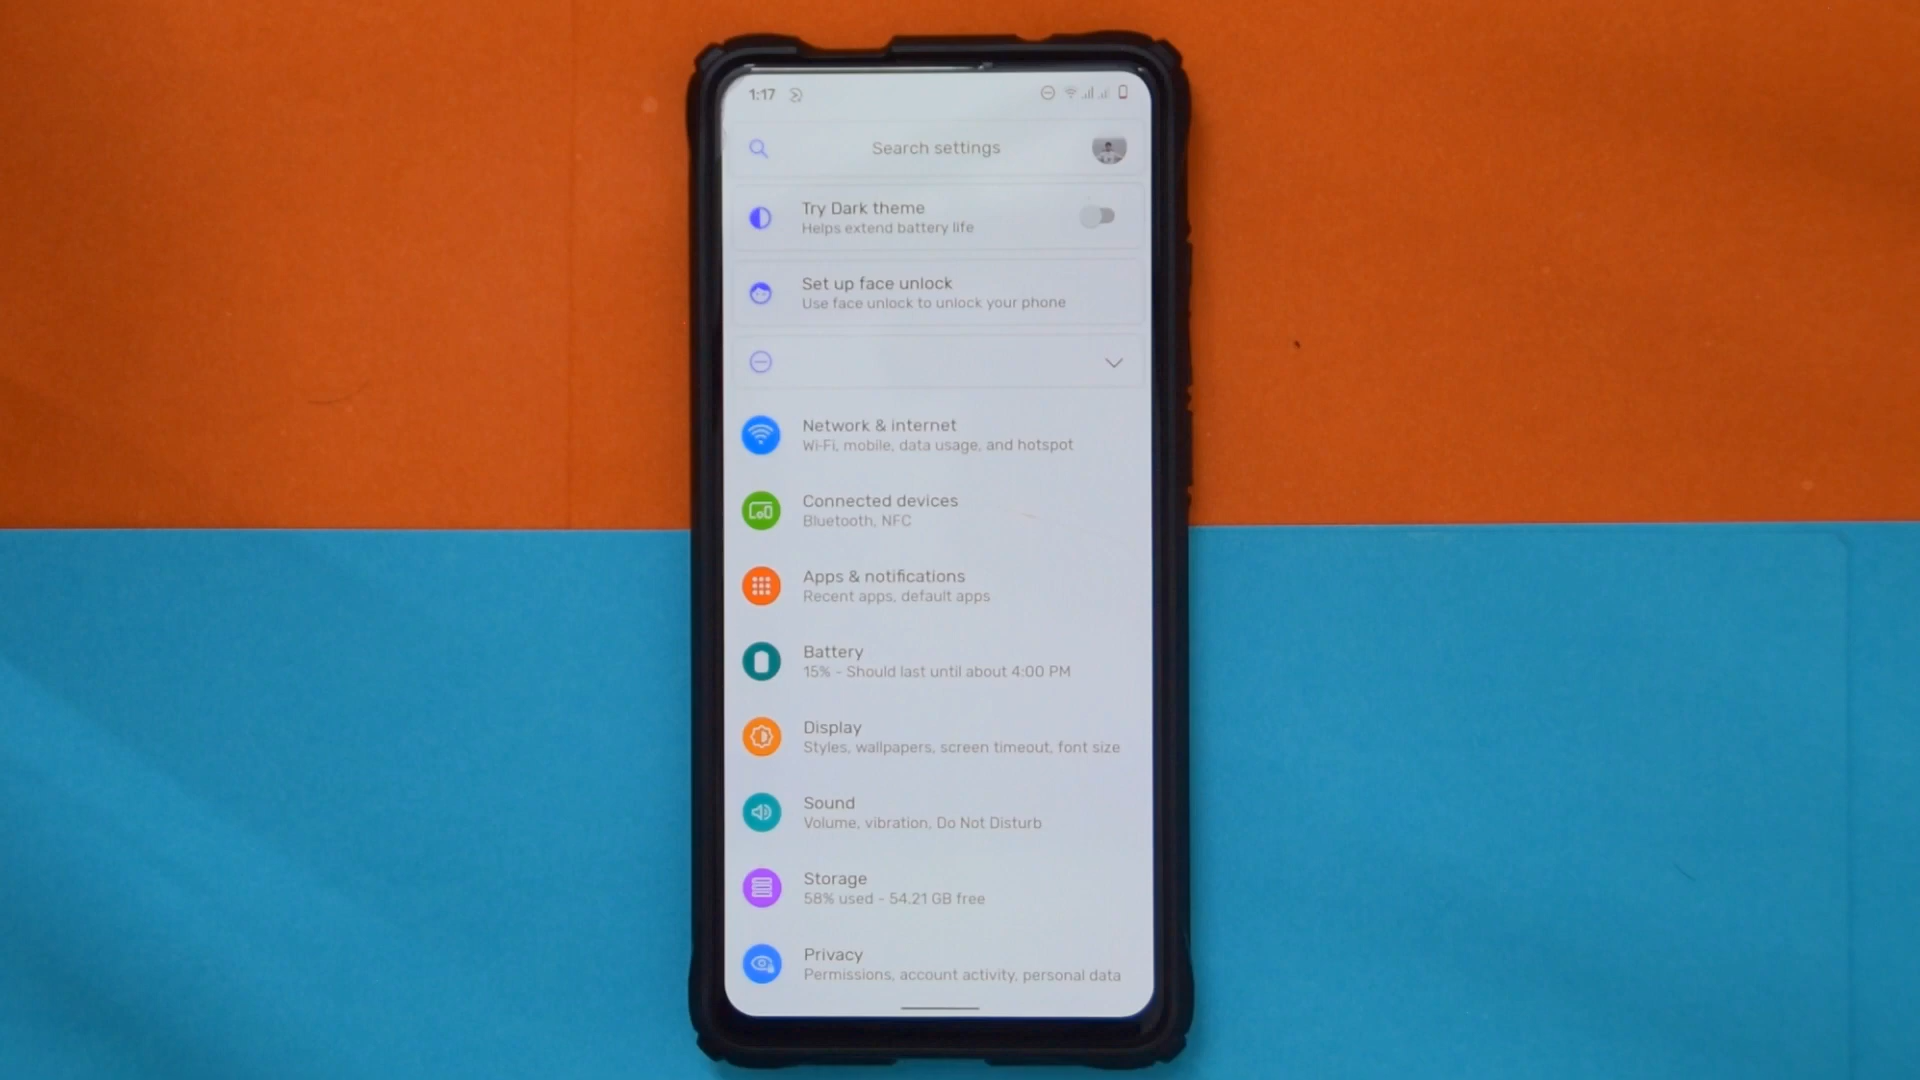 1:17
Search settings
Try Dark theme
Helps extend battery life
Set up face unlock
Use face unlock to unlock your phone
Network & internet
Wi-Fi, mobile, data usage, and hotspot
Connected devices
Bluetooth, NFC
Apps & notifications
Recent apps, default apps
Battery
15% - Should last until about 4:00 PM
Display
Styles, wallpapers, screen timeout, font size
Sound
Volume, vibration, Do Not Disturb
Storage
58% used - 54.21 GB free
Privacy
Permissions, account activity, personal data